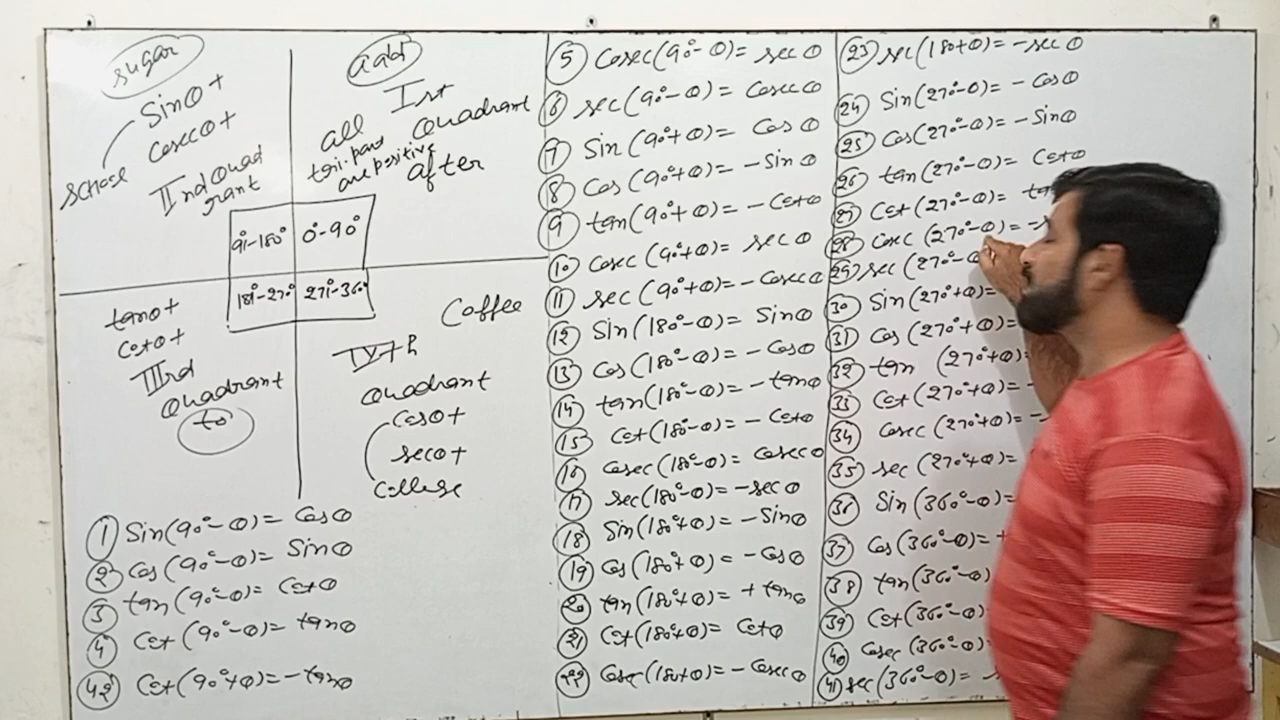 sugar
Sinθ+
cosecθ+
school
IInd Quad
rant
add
Ist
all Quadrant
are positive
after
90°-180° 0°-90°
180°-270° 270°-360°
tanθ+
cotθ+
IIIrd
Quadrant
to
Coffee
IVth
Quadrant
cosθ+
secθ+
College
① Sin(90°-θ)= Cosθ
② Cos(90°-θ)= Sinθ
③ tan(90°-θ)= Cotθ
④ Cot(90°-θ)= tanθ
㊷ Cot(90°+θ)= -tanθ
⑤ Cosec(90°-θ)= secθ
⑥ sec(90°-θ)= Cosecθ
⑦ Sin(90°+θ)= Cosθ
⑧ Cos(90°+θ)= -Sinθ
⑨ tan(90°+θ)= -Cotθ
⑩ Cosec(90°+θ)= secθ
⑪ sec(90°+θ)= -Cosecθ
⑫ Sin(180°-θ)= Sinθ
⑬ Cos(180°-θ)= -Cosθ
⑭ tan(180°-θ)= -tanθ
⑮ Cot(180°-θ)= -Cotθ
⑯ Cosec(180°-θ)= Cosecθ
⑰ sec(180°-θ)= -secθ
⑱ Sin(180°+θ)= -Sinθ
⑲ Cos(180°+θ)= -Cosθ
⑳ tan(180°+θ)= +tanθ
㉑ Cot(180°+θ)= Cotθ
㉒ Cosec(180+θ)= -Cosecθ
㉓ sec(180+θ)= -secθ
㉔ Sin(270°-θ)= -Cosθ
㉕ Cos(270°-θ)= -Sinθ
㉖ tan(270°-θ)= Cotθ
㉗ Cot(270°-θ)=
㉘ Cosec(270°-θ)= -
㉙ sec(270°-θ
㉚ Sin(270°+θ)=
㉛ Cos(270°+θ)=
㉜ tan (270°+θ)=
㉝ Cot(270°+θ)= -
㉞ Cosec(270°+θ)= -
㉟ sec(270°+θ)=
㊱ Sin(360°-θ)=
㊲ Cos(360°-θ)= +
㊳ tan(360°-θ)
㊴ Cot(360°-θ)=
㊵ Cosec(360°-θ)=
㊶ sec(360°-θ)=